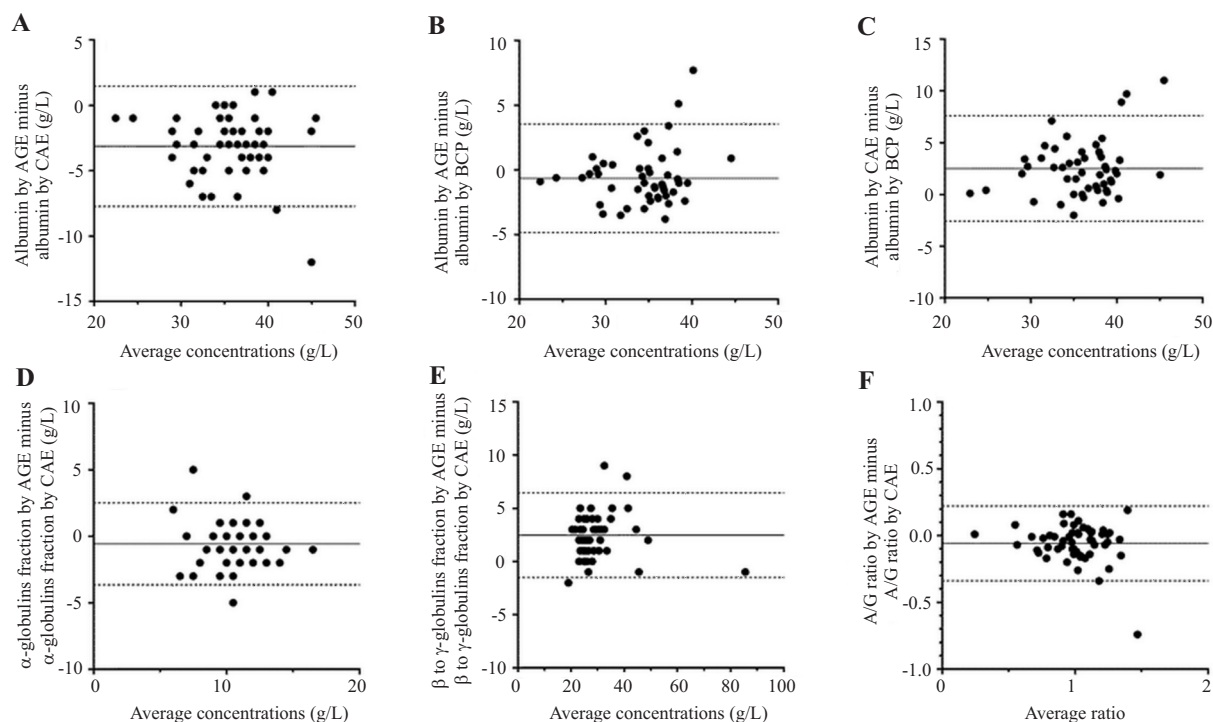 A
Albumin by AGE minus
albumin by CAE (g/L)
5
0
-5
-10
-15
20
30
40
50
Average concentrations (g/L)
B
Albumin by AGE minus
albumin by BCP (g/L)
10
5
0
-5
-10
20
30
40
50
Average concentrations (g/L)
C
Albumin by CAE minus
albumin by BCP (g/L)
15
10
5
0
-5
-10
20
30
40
50
Average concentrations (g/L)
D
α-globulins fraction by AGE minus
α-globulins fraction by CAE (g/L)
10
5
0
-5
-10
0
10
20
Average concentrations (g/L)
E
β to γ-globulins fraction by AGE minus
β to γ-globulins fraction by CAE (g/L)
15
10
5
0
-5
-10
0
20
40
60
80
100
Average concentrations (g/L)
F
A/G ratio by AGE minus
A/G ratio by CAE
1.0
0.5
0.0
-0.5
-1.0
0
1
2
Average ratio